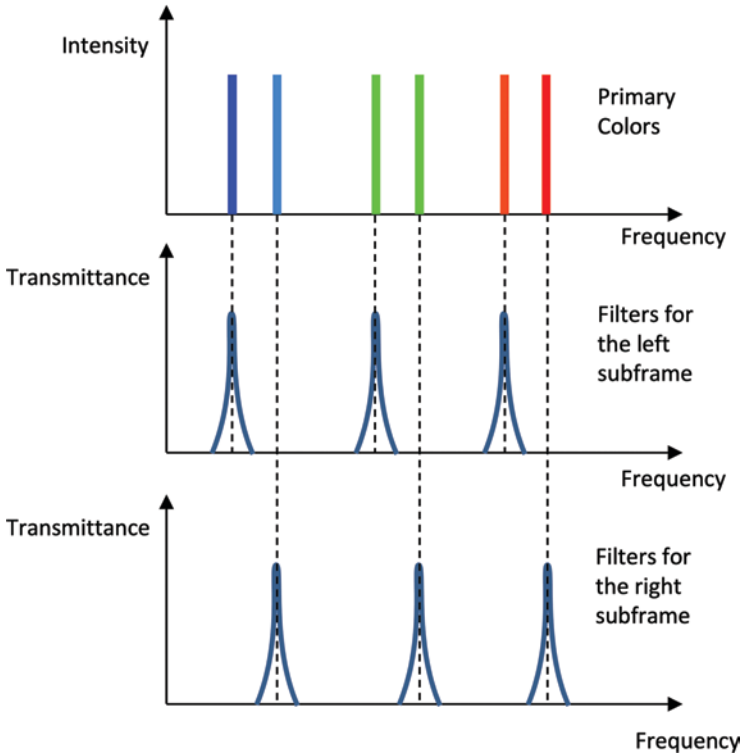 Intensity
Primary
Colors
Frequency
Transmittance
Filters for
the left
subframe
Frequency
Transmittance
Filters for
the right
subframe
Frequency